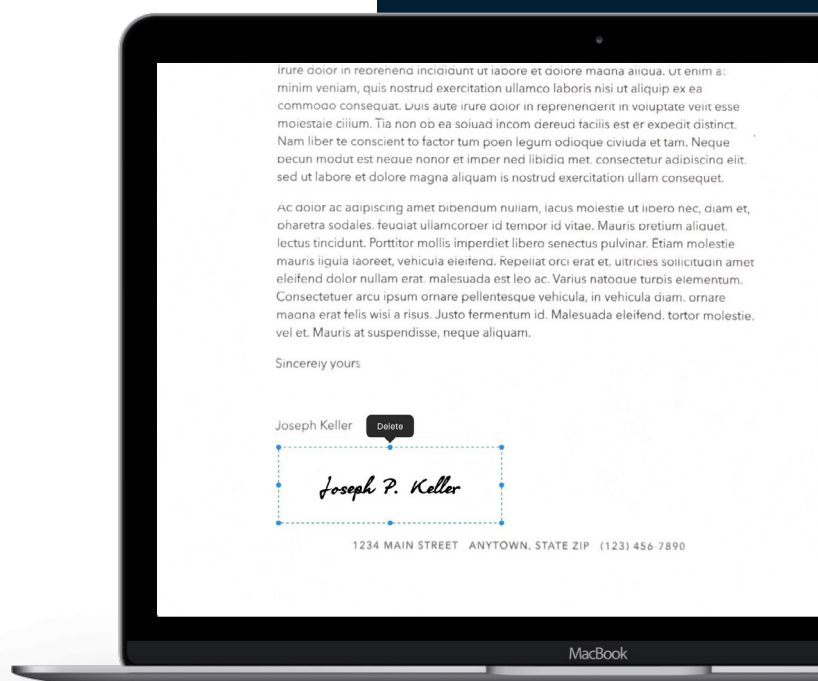 irure dolor in reprehend incididunt ut labore et dolore magna aliqua. Ut enim a
minim veniam, quis nostrud exercitation ullamco laboris nisi ut aliquip ex ea
commodo consequat. Duis aute irure dolor in reprehenderit in voluptate velit esse
molestaie cillum. Tia non ob ea soluad incom dereud facilis est er expedit distinct.
Nam liber te conscient to factor tum poen legum odioque civiuda et tam. Neque
pecun modut est neque nonor et imper ned libidig met, consectetur adipiscing elit,
sed ut labore et dolore magna aliquam is nostrud exercitation ullam consequet.
Ac dolor ac adipiscing amet bibendum nullam, lacus molestie ut libero nec, diam et,
pharetra sodales, feugiat ullamcorper id tempor id vitae. Mauris pretium aliquet,
lectus tincidunt. Porttitor mollis imperdiet libero senectus pulvinar. Etiam molestie
mauris ligula laoreet, vehicula eleifend. Repellat orci erat et, ultricies sollicitudin amet
eleifend dolor nullam erat, malesuada est leo ac. Varius natoque turpis elementum.
Consectetuer arcu ipsum ornare pellentesque vehicula, in vehicula diam, ornare
magna erat felis wisi a risus. Justo fermentum id. Malesuada eleifend, tortor molestie,
vel et. Mauris at suspendisse, neque aliquam.
Sincerely yours
Joseph Keller
Delete
Joseph P. Keller
1234 MAIN STREET ANYTOWN, STATE ZIP (123) 456-7890
MacBook